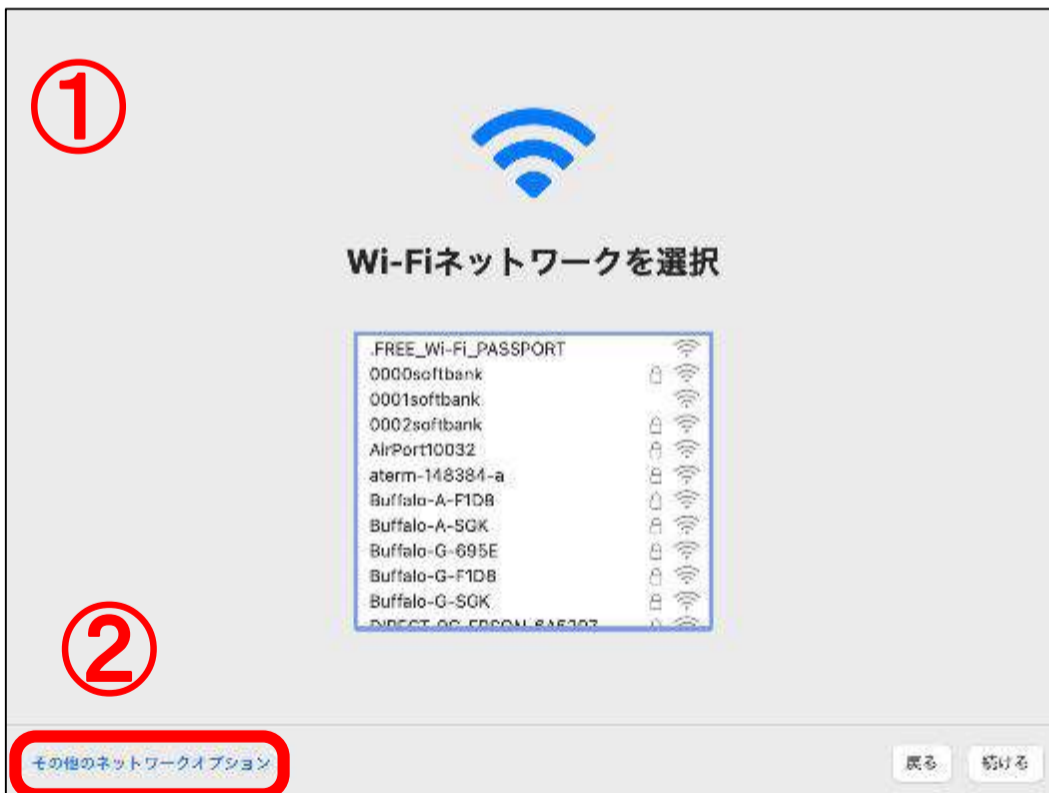 ①
Wi-Fiネットワークを選択
.FREE_Wi-Fi_PASSPORT
0000softbank
0001softbank
0002softbank
AirPort10032
aterm-148384-a
Buffalo-A-F1D8
Buffalo-A-SGK
Buffalo-G-695E
Buffalo-G-F1D8
Buffalo-G-SGK
②
その他のネットワークオプション
戻る 続ける